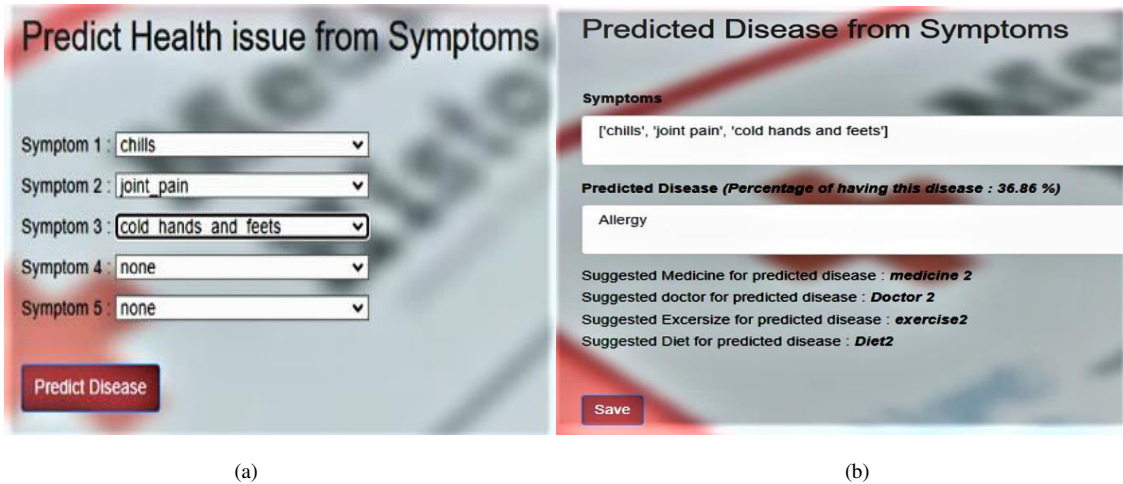 Predict Health issue from Symptoms
Symptom 1 : chills
Symptom 2 : joint_pain
Symptom 3 : cold_hands_and_feets
Symptom 4 : none
Symptom 5 : none
Predict Disease
(a)
Predicted Disease from Symptoms
Symptoms
['chills', 'joint pain', 'cold hands and feets']
Predicted Disease (Percentage of having this disease : 36.86 %)
Allergy
Suggested Medicine for predicted disease : medicine 2
Suggested doctor for predicted disease : Doctor 2
Suggested Excersize for predicted disease : exercise2
Suggested Diet for predicted disease : Diet2
Save
(b)